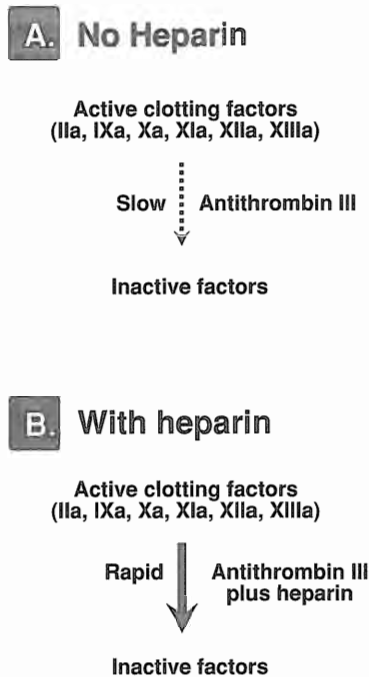 A. No Heparin
Active clotting factors
(IIa, IXa, Xa, XIa, XIIa, XIIIa)
Slow Antithrombin III
Inactive factors
B. With heparin
Active clotting factors
(IIa, IXa, Xa, XIa, XIIa, XIIIa)
Rapid Antithrombin III
plus heparin
Inactive factors